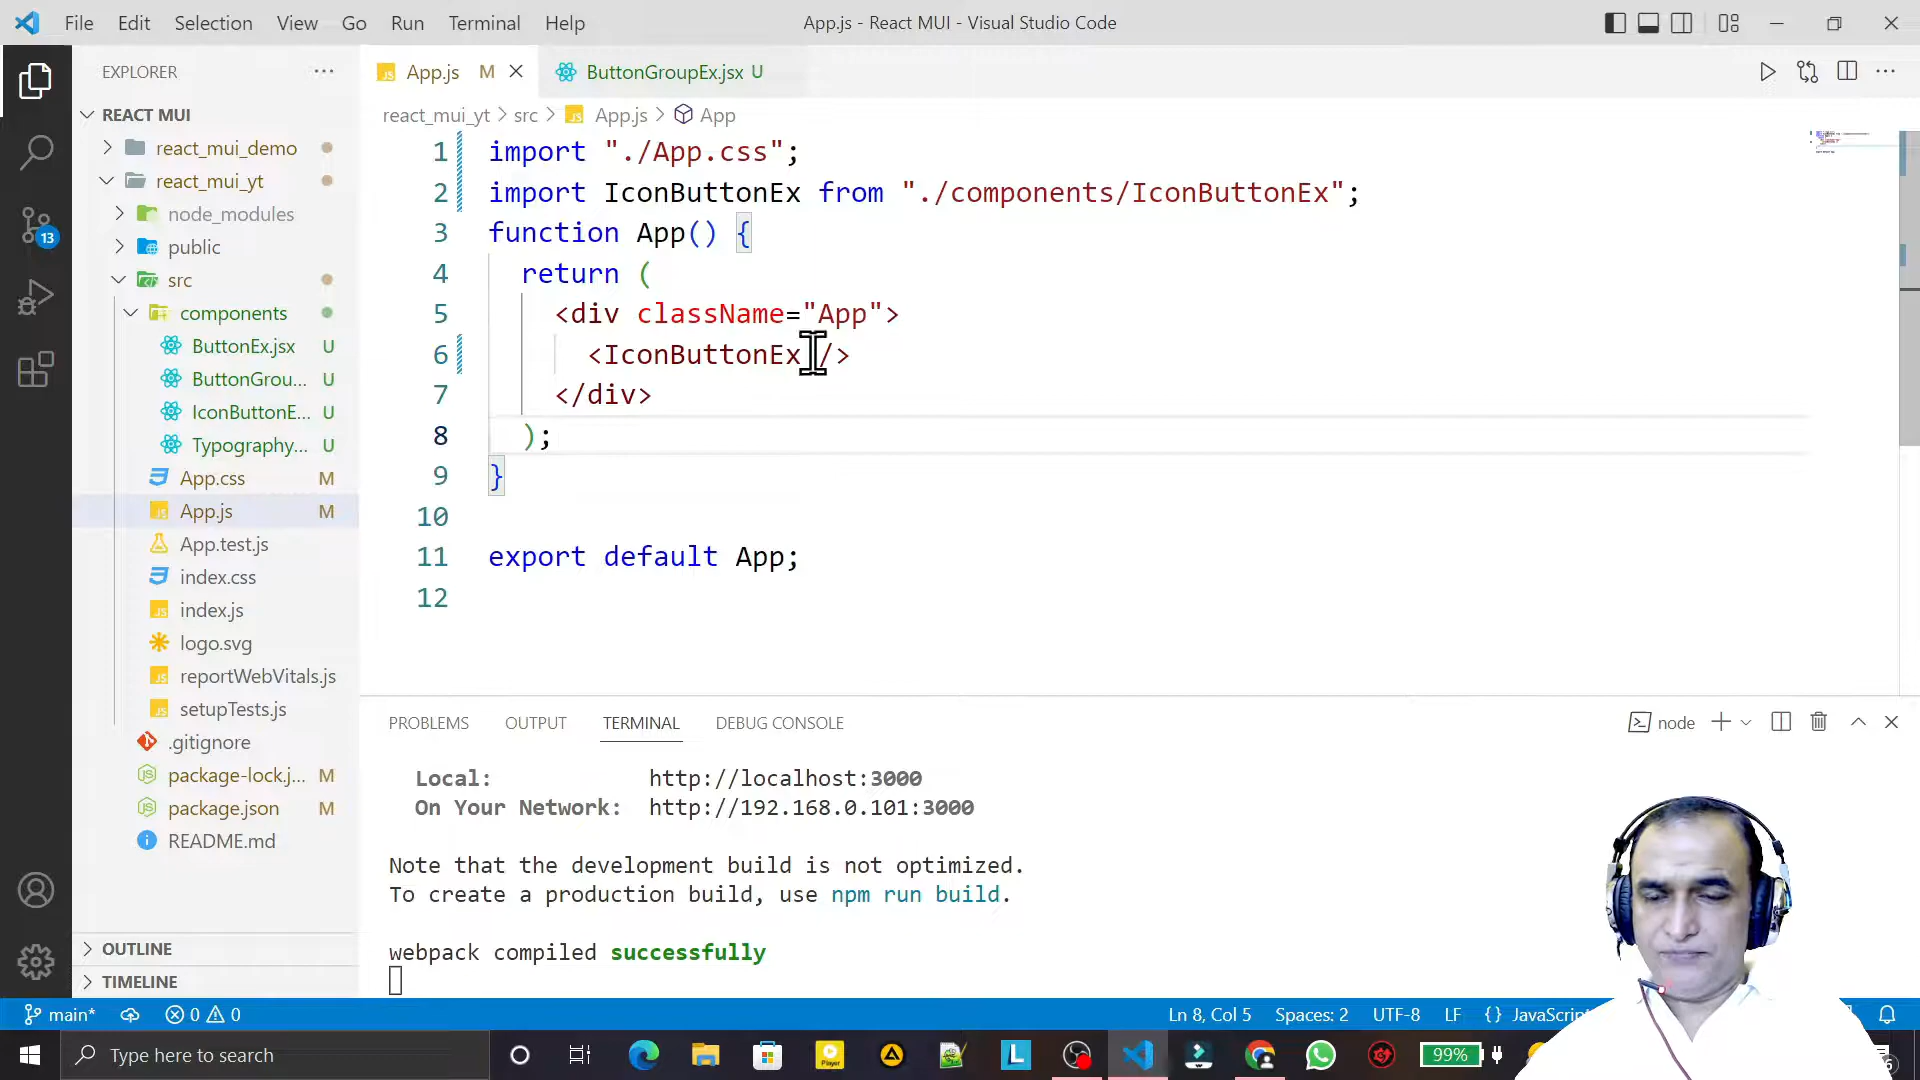 File Edit Selection View Go Run Terminal Help
App.js - React MUI - Visual Studio Code
EXPLORER
REACT MUI
react_mui_demo
react_mui_yt
node_modules
public
src
components
ButtonEx.jsx U
ButtonGrou... U
IconButtonE... U
Typography... U
App.css M
App.js M
App.test.js
index.css
index.js
logo.svg
reportWebVitals.js
setupTests.js
.gitignore
package-lock.j... M
package.json M
README.md
OUTLINE
TIMELINE
13
App.js M
ButtonGroupEx.jsx U
react_mui_yt > src > App.js > App
1 import "./App.css";
2 import IconButtonEx from "./components/IconButtonEx";
3 function App() {
4 return (
5 <div className="App">
6 <IconButtonEx />
7 </div>
8 );
9 }
10
11 export default App;
12
PROBLEMS OUTPUT TERMINAL DEBUG CONSOLE
node
Local: http://localhost:3000
On Your Network: http://192.168.0.101:3000
Note that the development build is not optimized.
To create a production build, use npm run build.
webpack compiled successfully
main* 0 0
Ln 8, Col 5 Spaces: 2 UTF-8 LF {} JavaScript
Type here to search
99%